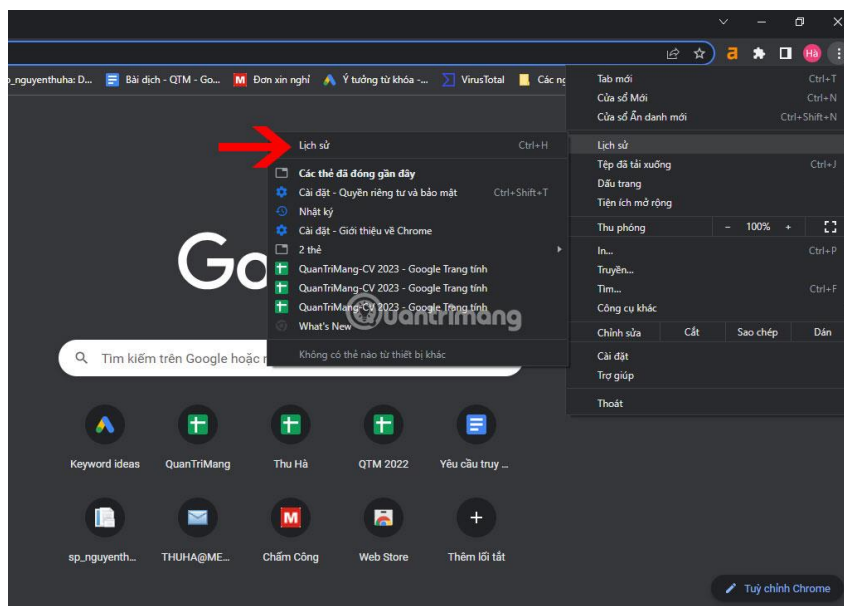 Hà
_nguyenthuha: D... Bài dịch - QTM - Go... Đơn xin nghỉ Ý tưởng từ khóa -... VirusTotal Các
Tab mới Ctrl+T
Cửa sổ Mới Ctrl+N
Cửa sổ Ẩn danh mới Ctrl+Shift+N
Lịch sử
Tệp đã tải xuống Ctrl+J
Dấu trang
Tiện ích mở rộng
Thu phóng - 100% +
In... Ctrl+P
Truyền...
Tìm... Ctrl+F
Công cụ khác
Chỉnh sửa Cắt Sao chép Dán
Cài đặt
Trợ giúp
Thoát
Lịch sử Ctrl+H
Các thẻ đã đóng gần đây
Cài đặt - Quyền riêng tư và bảo mật Ctrl+Shift+T
Nhật ký
Cài đặt - Giới thiệu về Chrome
2 thẻ
QuanTriMang-CV 2023 - Google Trang tính
QuanTriMang-CV 2023 - Google Trang tính
QuanTriMang-CV 2023 - Google Trang tính
What's New
Không có thẻ nào từ thiết bị khác
Go
Quantrimang
Tìm kiếm trên Google hoặc
Keyword ideas QuanTriMang Thu Hà QTM 2022 Yêu cầu truy ...
sp_nguyenth... THUHA@ME... Chấm Công Web Store Thêm lối tắt
Tuỳ chỉnh Chrome